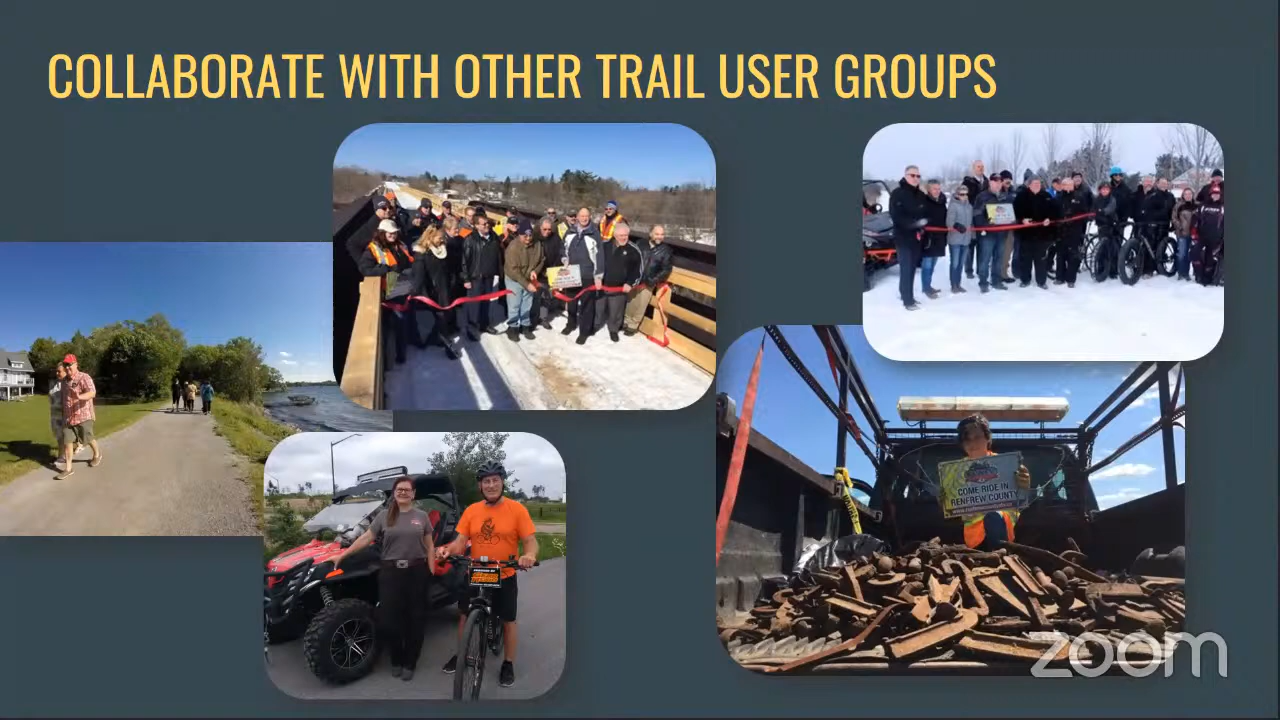 COLLABORATE WITH OTHER TRAIL USER GROUPS
COME RIDE IN
RENFREW COUNTY
zoom